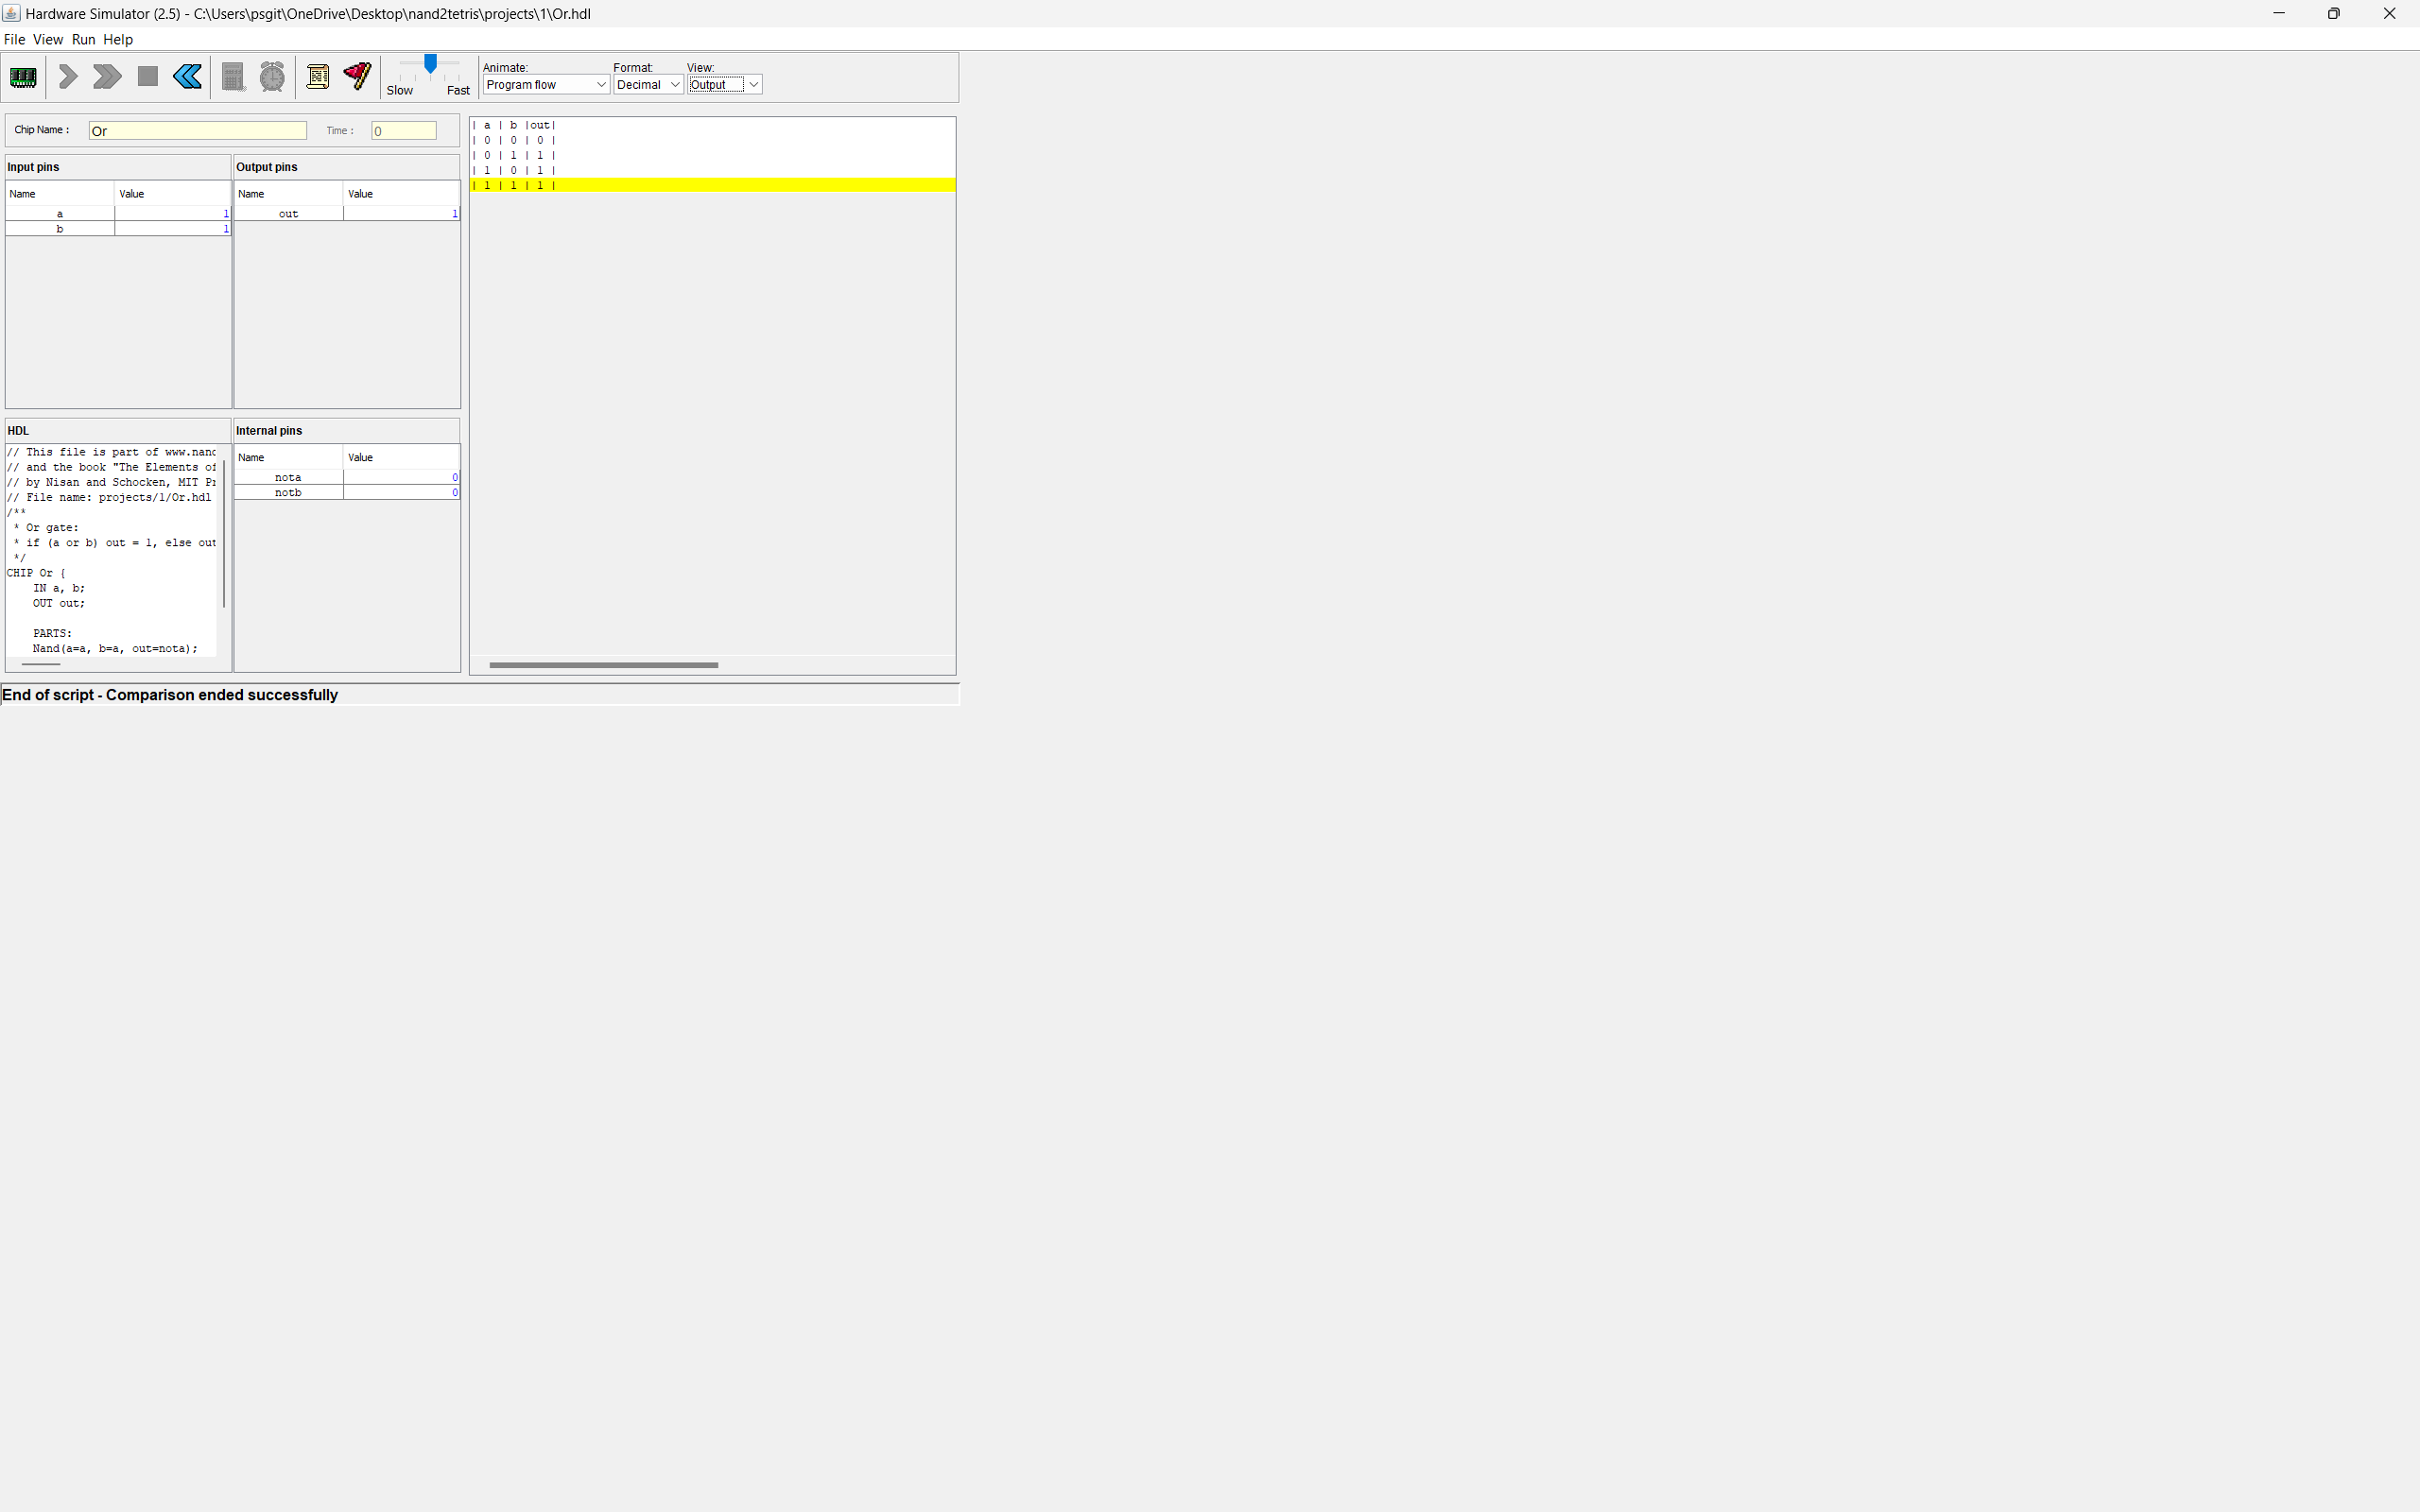 Hardware Simulator (2.5) - C:\Users\psgit\OneDrive\Desktop\nand2tetris\projects\1\Or.hdl
File View Run Help
Slow Fast
Animate: Format: View:
Program flow Decimal Output
Chip Name : Or Time : 0
Input pins Output pins
Name Value Name Value
a 1 out 1
b 1
| a | b |out|
| 0 | 0 | 0 |
| 0 | 1 | 1 |
| 1 | 0 | 1 |
| 1 | 1 | 1 |
HDL
// This file is part of www.nand
// and the book "The Elements of
// by Nisan and Schocken, MIT Pr
// File name: projects/1/Or.hdl
/**
* Or gate:
* if (a or b) out = 1, else out
*/
CHIP Or {
IN a, b;
OUT out;
PARTS:
Nand(a=a, b=a, out=nota);
Internal pins
Name Value
nota 0
notb 0
End of script - Comparison ended successfully